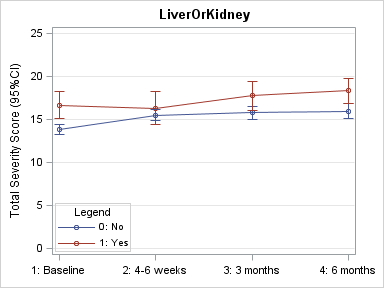 LiverOrKidney
Total Severity Score (95%CI)
25
20
15
10
5
0
Legend
0: No
1: Yes
1: Baseline
2: 4-6 weeks
3: 3 months
4: 6 months